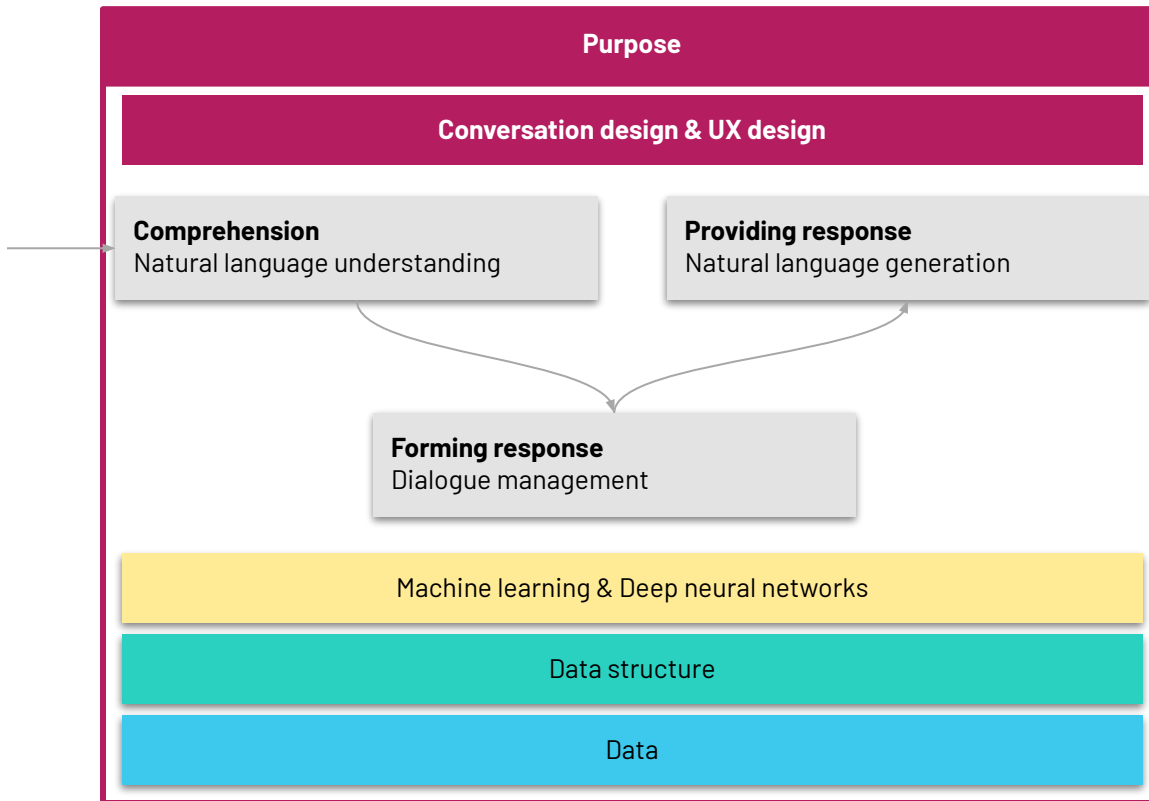 Purpose
Conversation design & UX design
Comprehension
Natural language understanding
Providing response
Natural language generation
Forming response
Dialogue management
Machine learning & Deep neural networks
Data structure
Data